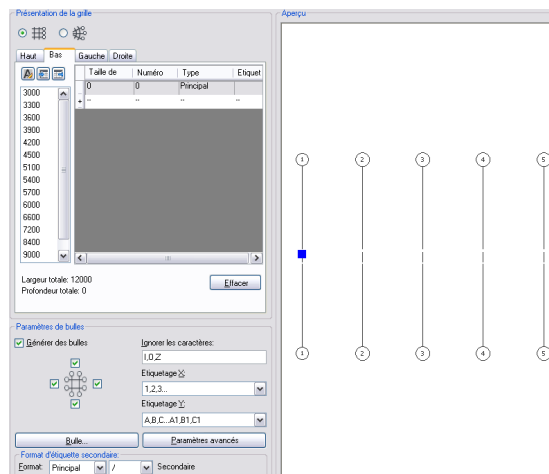 Présentation de la grille
Haut Bas Gauche Droite
Taille de Numéro Type Etiquet
0 0 Principal
+ -- -- -- --
3000
3300
3600
3900
4200
4500
5100
5400
5700
6000
6600
7200
8400
9000
Largeur totale: 12000
Profondeur totale: 0
Effacer
Paramètres de bulles
Générer des bulles
Ignorer les caractères:
I,O,Z
Etiquetage X:
1,2,3...
Etiquetage Y:
A,B,C...A1,B1,C1
Bulle... Paramètres avancés
Format d'étiquette secondaire:
Format: Principal / Secondaire
Aperçu
1 2 3 4 5
1 2 3 4 5